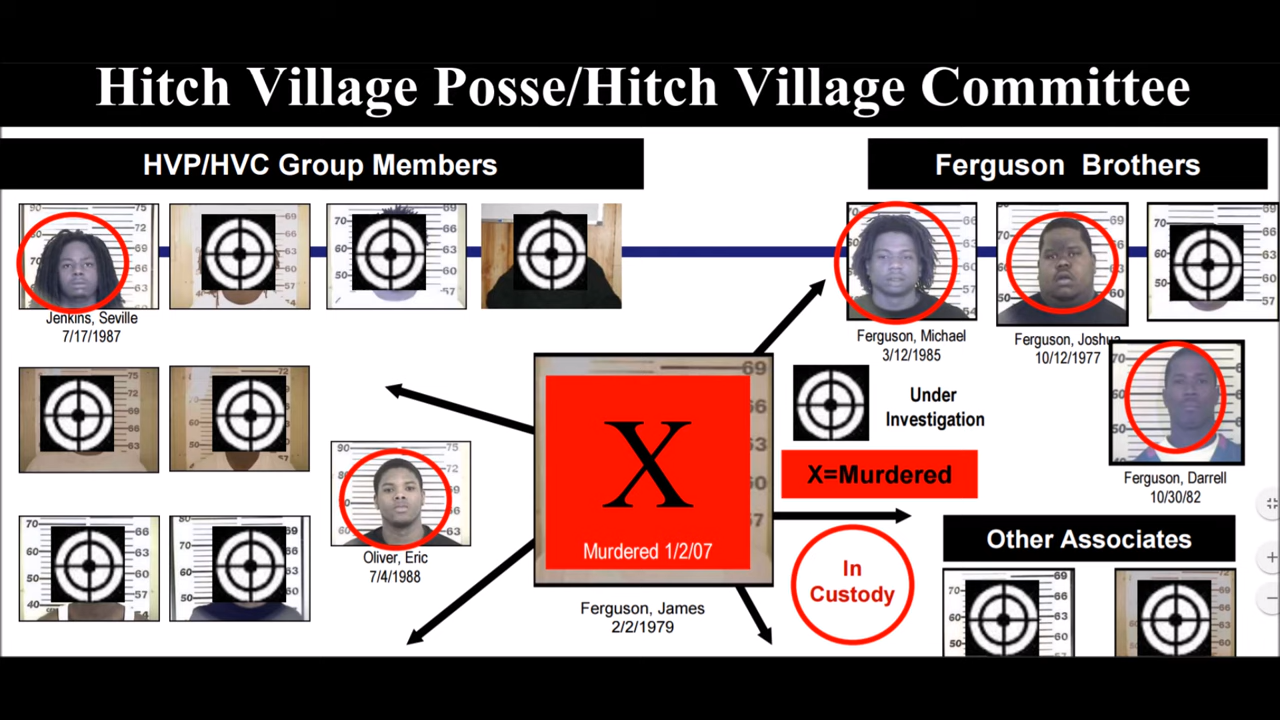 Hitch Village Posse/Hitch Village Committee
HVP/HVC Group Members
Ferguson Brothers
Jenkins, Seville
7/17/1987
Ferguson, Michael
3/12/1985
Ferguson, Joshua
10/12/1977
Ferguson, Darrell
10/30/82
Under
Investigation
X=Murdered
In
Custody
Oliver, Eric
7/4/1988
X
Murdered 1/2/07
Ferguson, James
2/2/1979
Other Associates